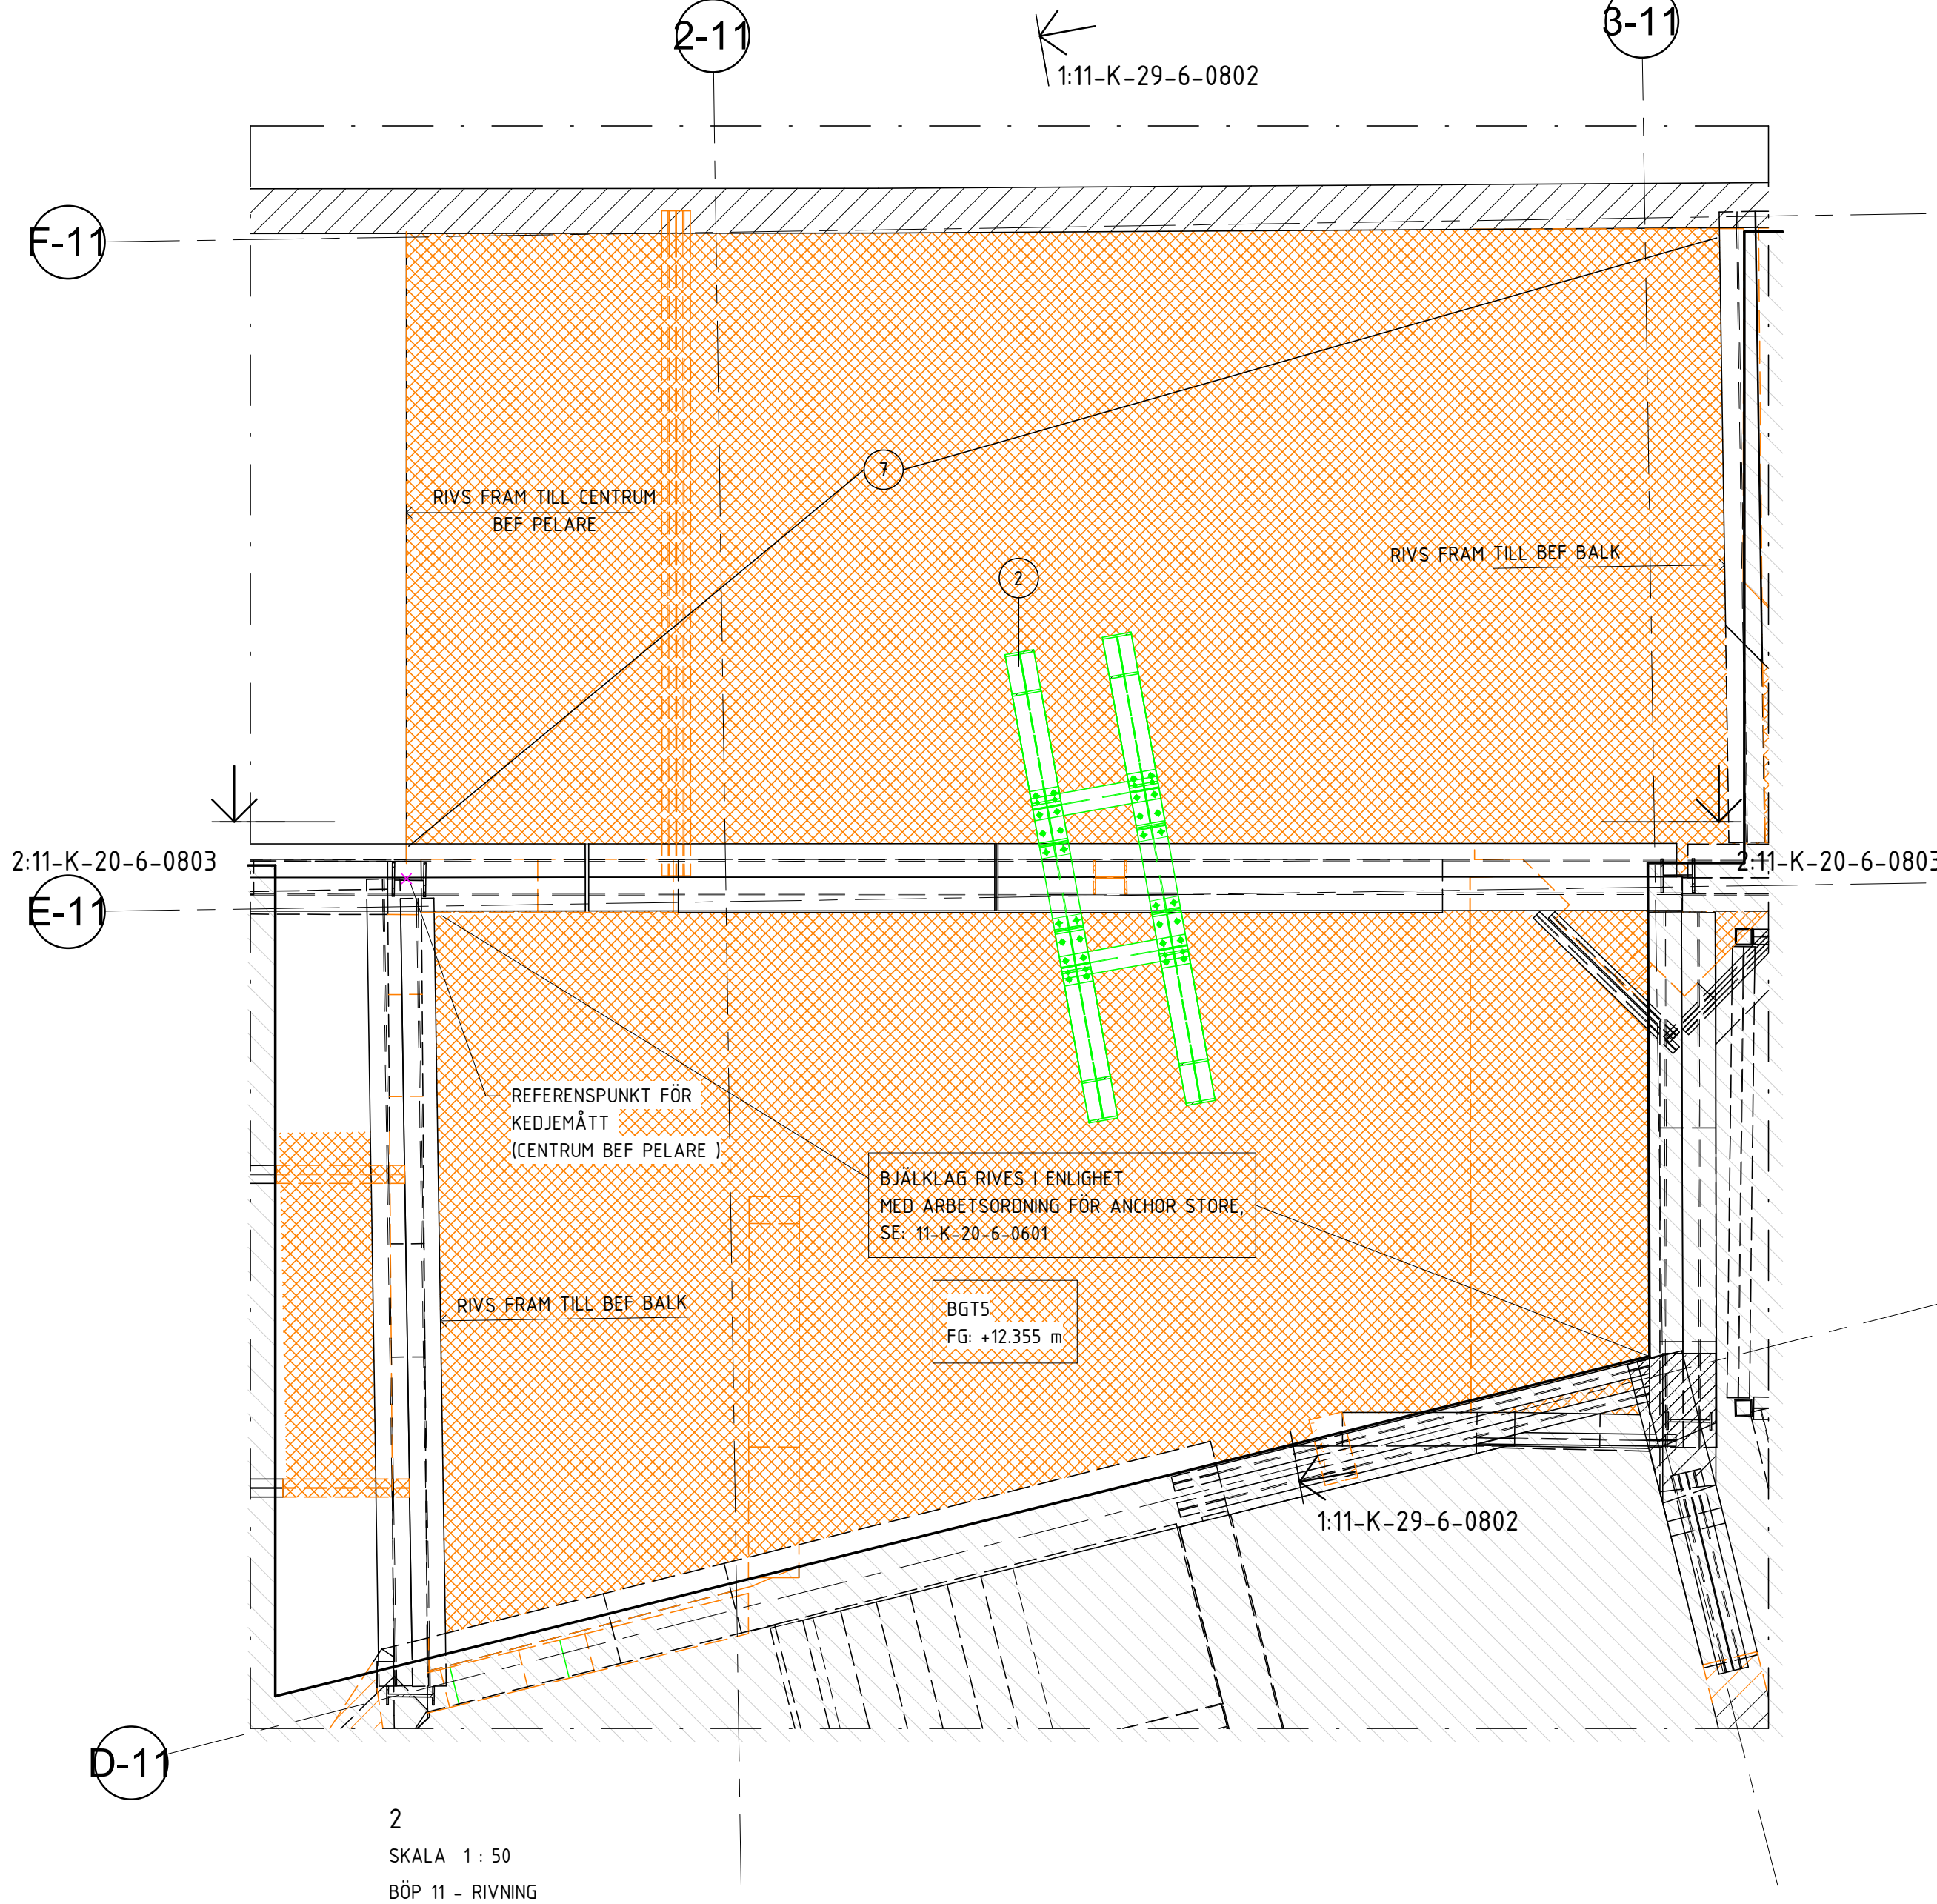 2-11
3-11
1:11-K-29-6-0802
F-11
7
RIVS FRAM TILL CENTRUM
BEF PELARE
RIVS FRAM TILL BEF BALK
2
2:11-K-20-6-0803
2:11-K-20-6-0803
E-11
REFERENSPUNKT FÖR
KEDJEMÅTT
(CENTRUM BEF PELARE )
BJÄLKLAG RIVES I ENLIGHET
MED ARBETSORDNING FÖR ANCHOR STORE,
SE: 11-K-20-6-0601
RIVS FRAM TILL BEF BALK
BGT5
FG: +12.355 m
1:11-K-29-6-0802
D-11
2
SKALA 1 : 50
BÖP 11 - RIVNING